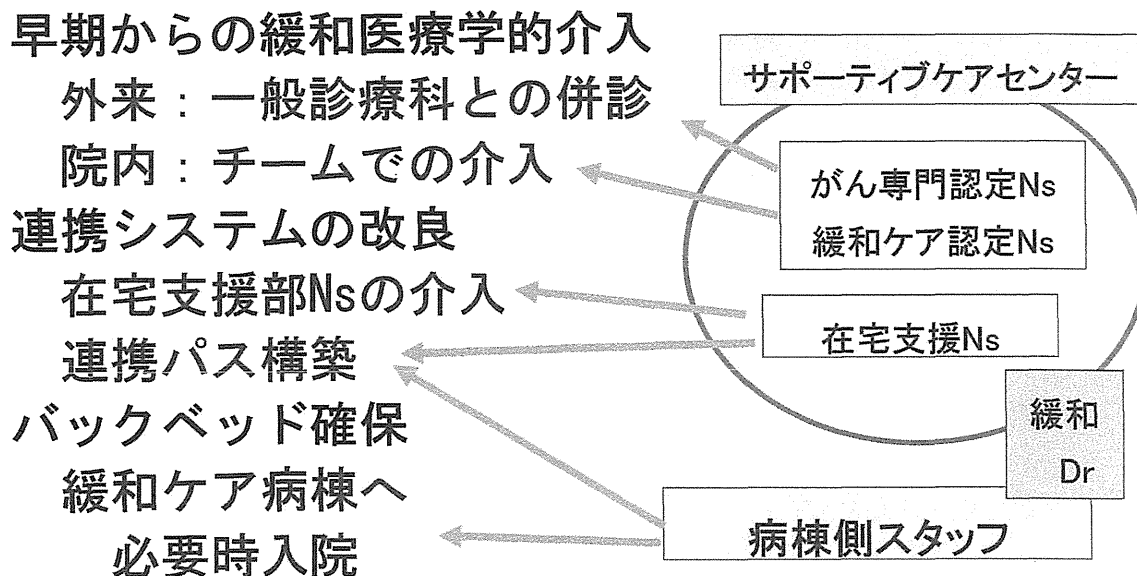 早期からの緩和医療学的介入
外来：一般診療科との併診
院内：チームでの介入
連携システムの改良
在宅支援部Nsの介入
連携パス構築
バックベッド確保
緩和ケア病棟へ
必要時入院
サポーティブケアセンター
がん専門認定Ns
緩和ケア認定Ns
在宅支援Ns
緩和
Dr
病棟側スタッフ